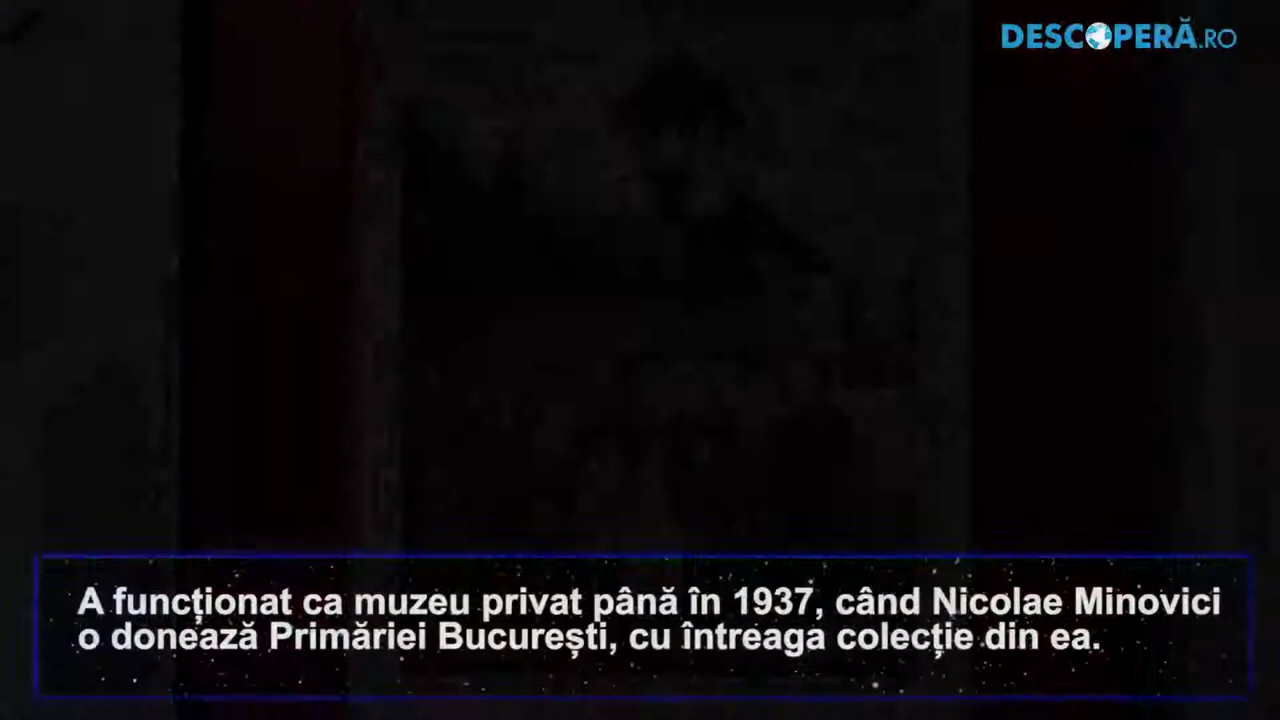 DESCOPERĂ.RO
A funcționat ca muzeu privat până în 1937, când Nicolae Minovici
o donează Primăriei București, cu întreaga colecție din ea.